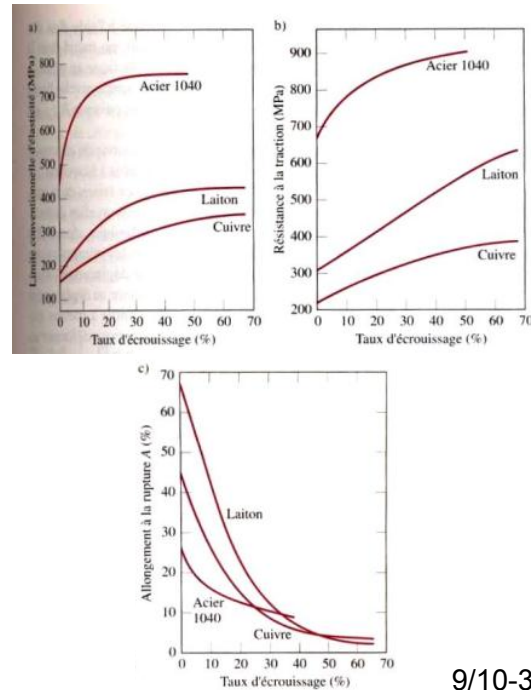 a)
Limite conventionnelle d'élasticité (MPa)
800
700
600
500
400
300
200
100
Acier 1040
Laiton
Cuivre
0 10 20 30 40 50 60 70
Taux d'écrouissage (%)
b)
Résistance à la traction (MPa)
900
800
700
600
500
400
300
200
Acier 1040
Laiton
Cuivre
0 10 20 30 40 50 60 70
Taux d'écrouissage (%)
c)
Allongement à la rupture A (%)
70
60
50
40
30
20
10
0
Laiton
Acier
1040
Cuivre
0 10 20 30 40 50 60 70
Taux d'écrouissage (%)
9/10-3